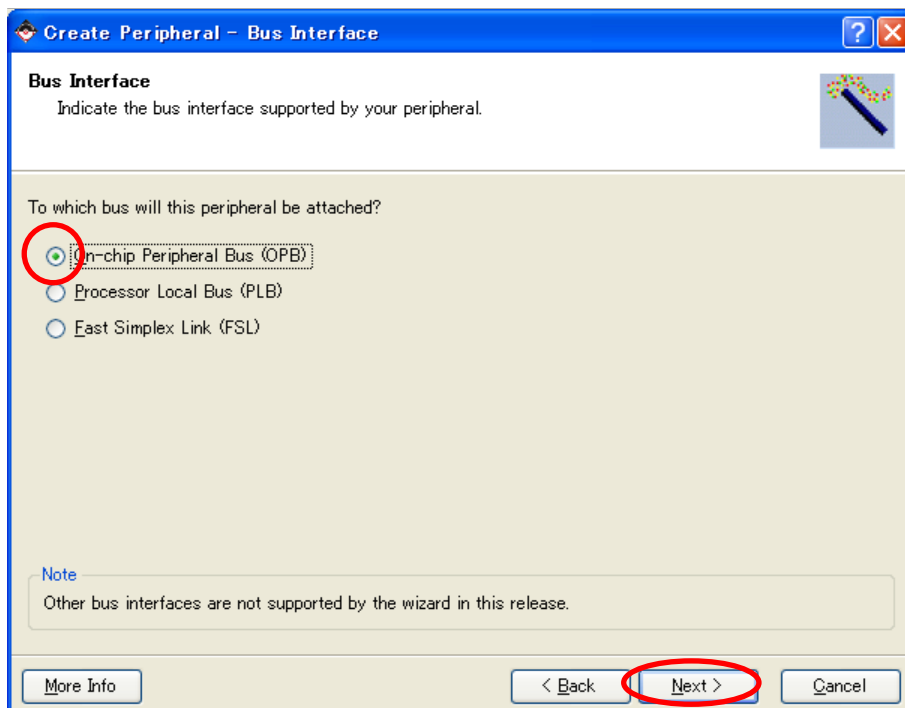 Create Peripheral - Bus Interface
Bus Interface
Indicate the bus interface supported by your peripheral.
To which bus will this peripheral be attached?
On-chip Peripheral Bus (OPB)
Processor Local Bus (PLB)
Fast Simplex Link (FSL)
Note
Other bus interfaces are not supported by the wizard in this release.
More Info
< Back
Next >
Cancel